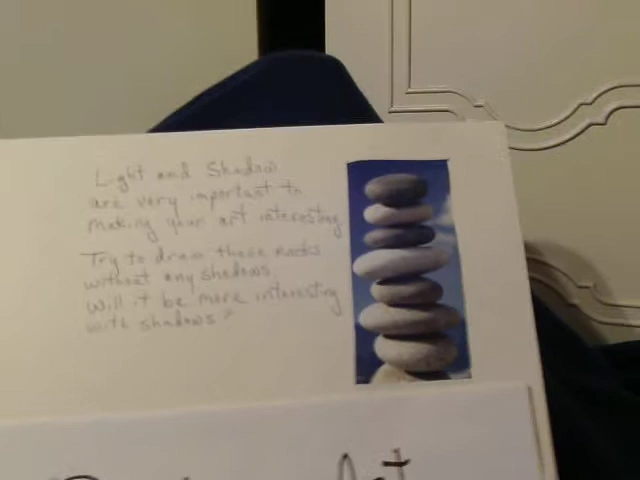 Light and Shadow
are very important to
making your art interesting
Try to draw these Rocks
without any shadows.
Will it be more interesting
with shadows?